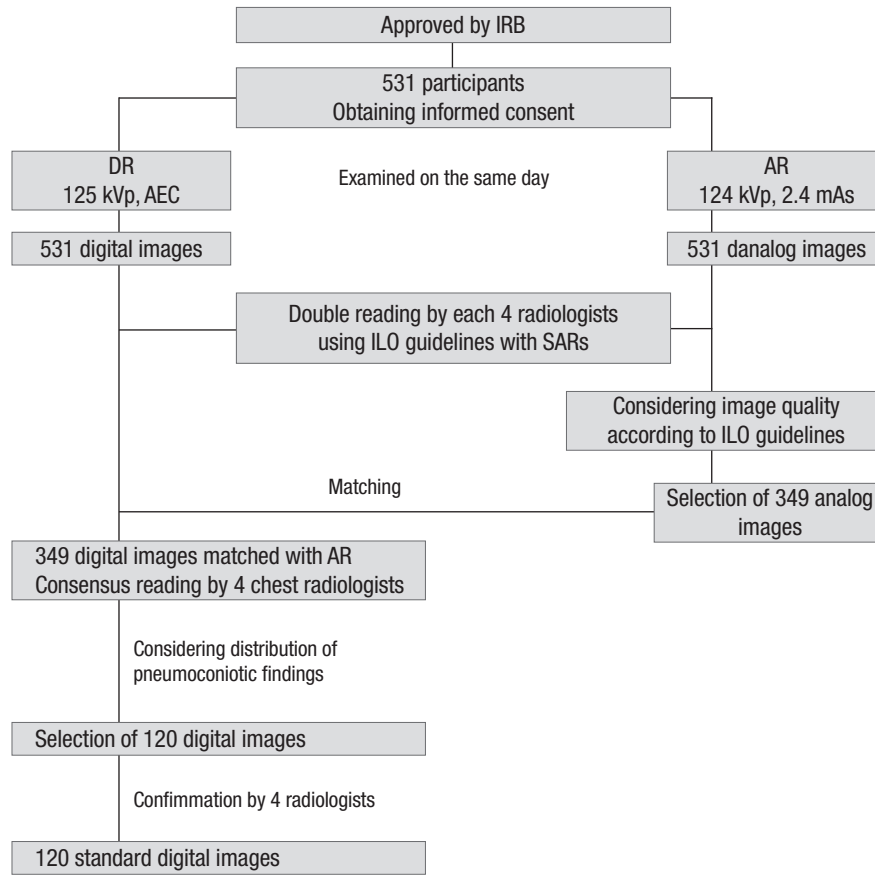 Approved by IRB
531 participants
Obtaining informed consent
DR
125 kVp, AEC
Examined on the same day
AR
124 kVp, 2.4 mAs
531 digital images
531 danalog images
Double reading by each 4 radiologists
using ILO guidelines with SARs
Considering image quality
according to ILO guidelines
Matching
Selection of 349 analog
images
349 digital images matched with AR
Consensus reading by 4 chest radiologists
Considering distribution of
pneumoconiotic findings
Selection of 120 digital images
Confimmation by 4 radiologists
120 standard digital images